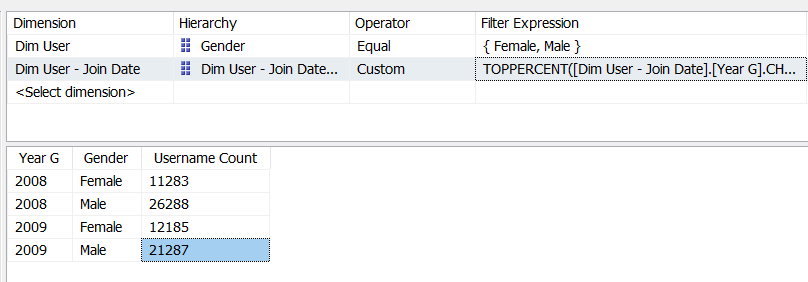 Dimension Hierarchy Operator Filter Expression
Dim User Gender Equal { Female, Male }
Dim User - Join Date Dim User - Join Date... Custom TOPPERCENT([Dim User - Join Date].[Year G].CH...
<Select dimension>
Year G Gender Username Count
2008 Female 11283
2008 Male 26288
2009 Female 12185
2009 Male 21287